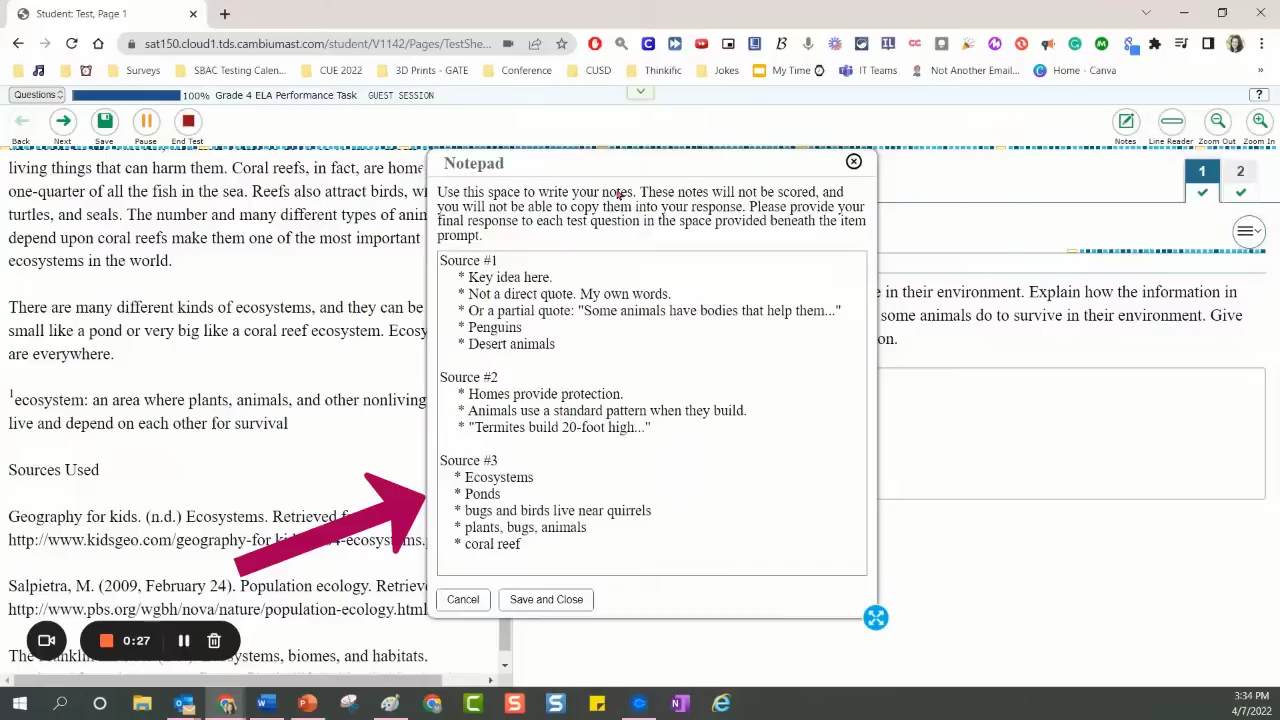 Student: Test, Page 1
sat150.cloud1.tds.cambiumast.com/student/V1142/Pages/TestShe...
Surveys
SBAC Testing Calen...
CUE 2022
3D Prints - GATE
Conference
CUSD
Thinkific
Jokes
My Time
IT Teams
Not Another Email...
Home - Canva
Questions
100%
Grade 4 ELA Performance Task
GUEST SESSION
Back
Next
Save
Pause
End Test
Notes
Line Reader
Zoom Out
Zoom In
living things that can harm them. Coral reefs, in fact, are home
one-quarter of all the fish in the sea. Reefs also attract birds, w
turtles, and seals. The number and many different types of anim
depend upon coral reefs make them one of the most important
ecosystems in the world.
There are many different kinds of ecosystems, and they can be
small like a pond or very big like a coral reef ecosystem. Ecosy
are everywhere.
1ecosystem: an area where plants, animals, and other nonliving
live and depend on each other for survival
Sources Used
Geography for kids. (n.d.) Ecosystems. Retrieved f
http://www.kidsgeo.com/geography-for-ki 4-ecosystems.
Salpietra, M. (2009, February 24). Population ecology. Retrieve
http://www.pbs.org/wgbh/nova/nature/population-ecology.html
The systems, biomes, and habitats.
Notepad
Use this space to write your notes. These notes will not be scored, and
you will not be able to copy them into your response. Please provide your
final response to each test question in the space provided beneath the item
prompt.
Source #1
* Key idea here.
* Not a direct quote. My own words.
* Or a partial quote: "Some animals have bodies that help them..."
* Penguins
* Desert animals
Source #2
* Homes provide protection.
* Animals use a standard pattern when they build.
* "Termites build 20-foot high..."
Source #3
* Ecosystems
* Ponds
* bugs and birds live near quirrels
* plants, bugs, animals
* coral reef
Cancel
Save and Close
1
2
e in their environment. Explain how the information in
some animals do to survive in their environment. Give
on.
0:27
3:34 PM
4/7/2022